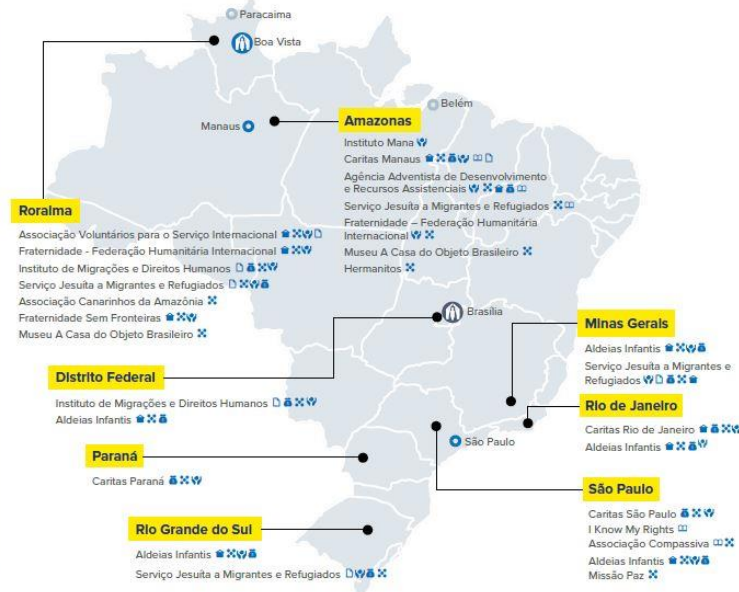 Paracaima
Boa Vista
Belém
Manaus
Amazonas
Instituto Mana
Caritas Manaus
Agência Adventista de Desenvolvimento
e Recursos Assistenciais
Serviço Jesuíta a Migrantes e Refugiados
Fraternidade – Federação Humanitária
Internacional
Museu A Casa do Objeto Brasileiro
Hermanitos
Roraima
Associação Voluntários para o Serviço Internacional
Fraternidade - Federação Humanitária Internacional
Instituto de Migrações e Direitos Humanos
Serviço Jesuíta a Migrantes e Refugiados
Associação Canarinhos da Amazônia
Fraternidade Sem Fronteiras
Museu A Casa do Objeto Brasileiro
Brasília
Minas Gerais
Aldeias Infantis
Serviço Jesuíta a Migrantes e
Refugiados
Distrito Federal
Instituto de Migrações e Direitos Humanos
Aldeias Infantis
Rio de Janeiro
Caritas Rio de Janeiro
Aldeias Infantis
São Paulo
Paraná
Caritas Paraná
São Paulo
Caritas São Paulo
I Know My Rights
Associação Compassiva
Aldeias Infantis
Missão Paz
Rio Grande do Sul
Aldeias Infantis
Serviço Jesuíta a Migrantes e Refugiados